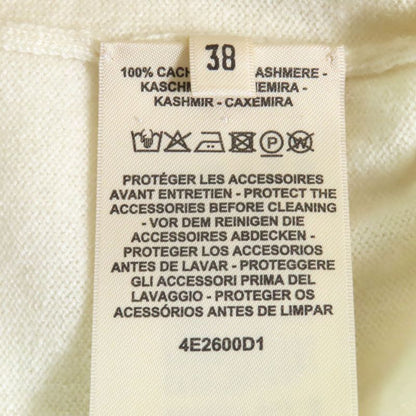 38
100% CACH ASHMERE -
KASCHM EMIRA -
KASHMIR - CAXEMIRA
P
PROTÉGER LES ACCESSOIRES
AVANT ENTRETIEN - PROTECT THE
ACCESSORIES BEFORE CLEANING
- VOR DEM REINIGEN DIE
ACCESSOIRES ABDECKEN -
PROTEGER LOS ACCESORIOS
ANTES DE LAVAR - PROTEGGERE
GLI ACCESSORI PRIMA DEL
LAVAGGIO - PROTEGER OS
ACESSÓRIOS ANTES DE LIMPAR
4E2600D1